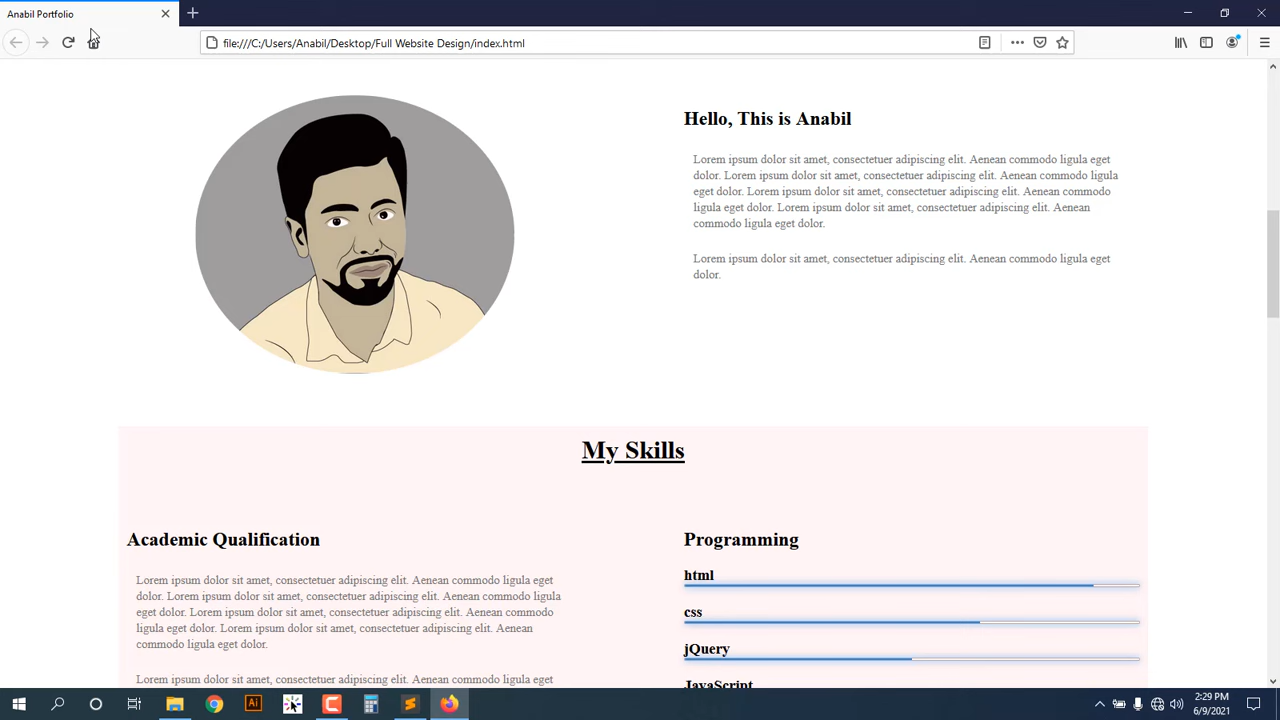 Anabil Portfolio
file:///C:/Users/Anabil/Desktop/Full Website Design/index.html
Hello, This is Anabil
Lorem ipsum dolor sit amet, consectetuer adipiscing elit. Aenean commodo ligula eget
dolor. Lorem ipsum dolor sit amet, consectetuer adipiscing elit. Aenean commodo ligula eget
dolor. Lorem ipsum dolor sit amet, consectetuer adipiscing elit. Aenean commodo
ligula eget dolor. Lorem ipsum dolor sit amet, consectetuer adipiscing elit. Aenean
commodo ligula eget dolor.
Lorem ipsum dolor sit amet, consectetuer adipiscing elit. Aenean commodo ligula eget
dolor.
My Skills
Academic Qualification
Lorem ipsum dolor sit amet, consectetuer adipiscing elit. Aenean commodo ligula eget
dolor. Lorem ipsum dolor sit amet, consectetuer adipiscing elit. Aenean commodo ligula
eget dolor. Lorem ipsum dolor sit amet, consectetuer adipiscing elit. Aenean commodo
ligula eget dolor. Lorem ipsum dolor sit amet, consectetuer adipiscing elit. Aenean
commodo ligula eget dolor.
Lorem ipsum dolor sit amet, consectetuer adipiscing elit. Aenean commodo ligula eget
Programming
html
css
jQuery
JavaScript
Ai
2:29 PM
6/9/2021